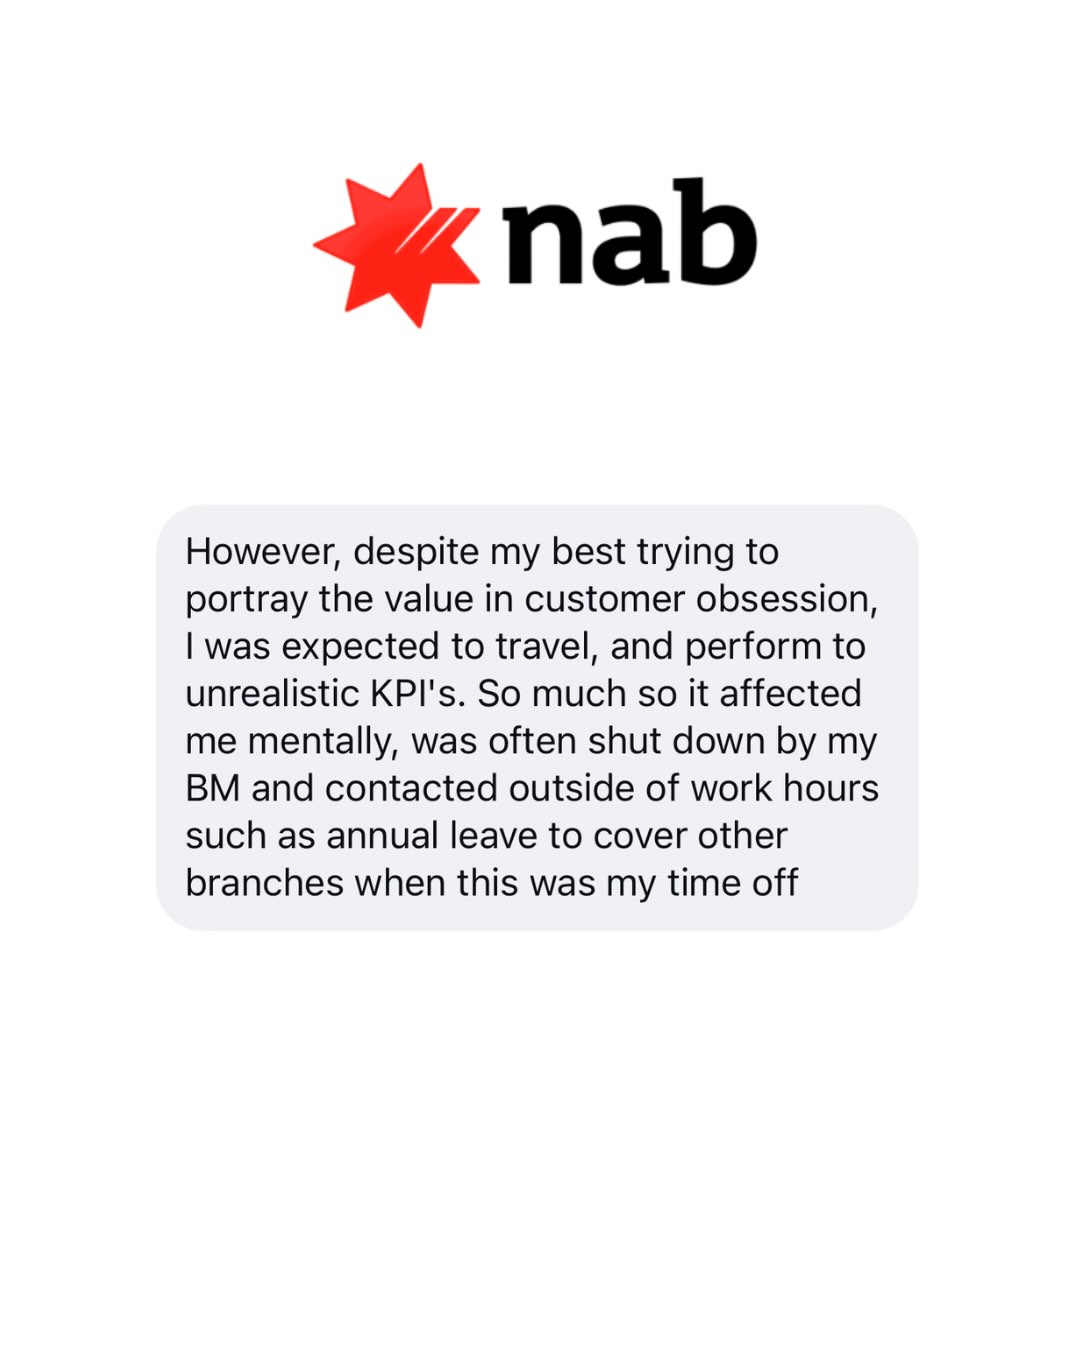 nab
However, despite my best trying to
portray the value in customer obsession,
I was expected to travel, and perform to
unrealistic KPI's. So much so it affected
me mentally, was often shut down by my
BM and contacted outside of work hours
such as annual leave to cover other
branches when this was my time off